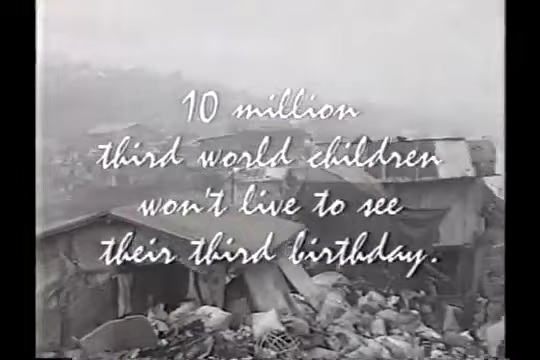 10 million
third world children
won't live to see
their third birthday.